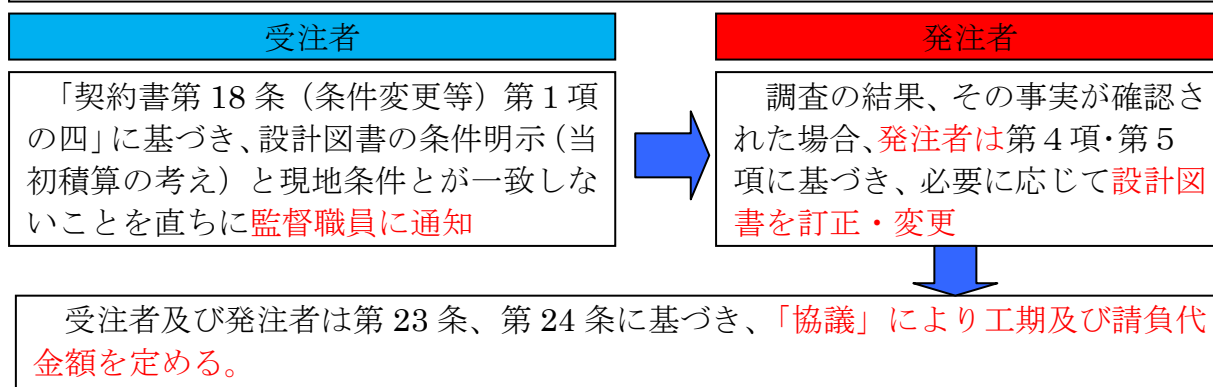 受注者
「契約書第 18 条（条件変更等）第１項
の四」に基づき、設計図書の条件明示（当
初積算の考え）と現地条件とが一致しな
いことを直ちに監督職員に通知
発注者
調査の結果、その事実が確認さ
れた場合、発注者は第４項・第５
項に基づき、必要に応じて設計図
書を訂正・変更
受注者及び発注者は第 23 条、第 24 条に基づき、「協議」により工期及び請負代
金額を定める。